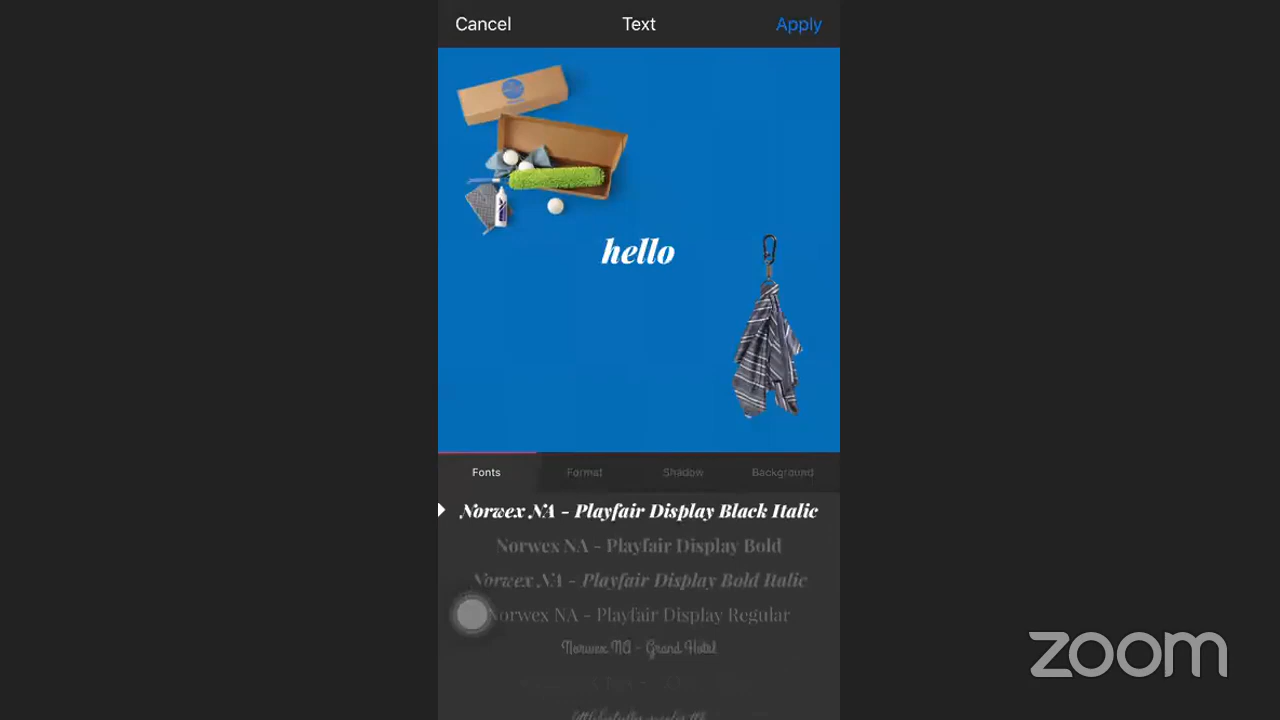 Cancel
Text
Apply
hello
Fonts
Format
Shadow
Background
Norwex NA - Playfair Display Black Italic
Norwex NA - Playfair Display Bold
Norwex NA - Playfair Display Bold Italic
Norwex NA - Playfair Display Regular
Norwex NA - Grand Hotel
zoom